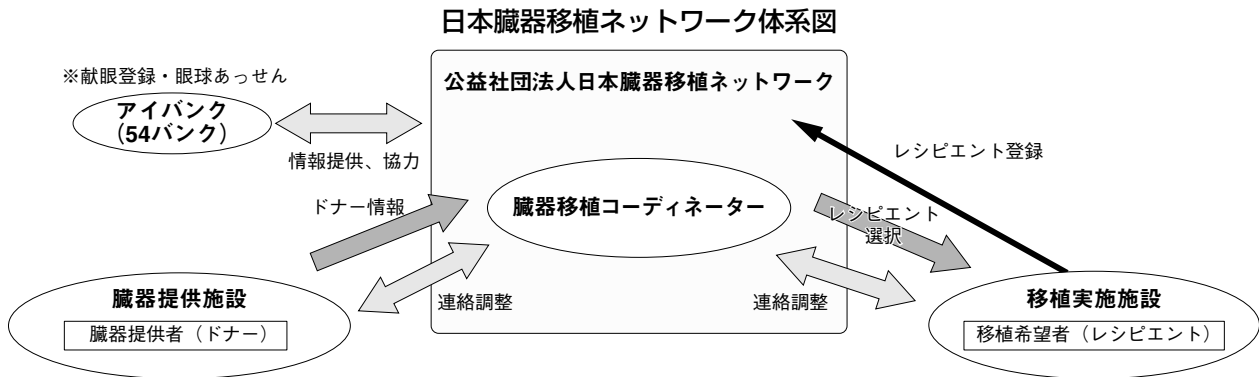 日本臓器移植ネットワーク体系図
公益社団法人日本臓器移植ネットワーク
※献眼登録・眼球あっせん
アイバンク
(54バンク)
情報提供、協力
レシピエント登録
ドナー情報
臓器移植コーディネーター
レシピエント
選択
臓器提供施設
臓器提供者(ドナー)
連絡調整
連絡調整
移植実施施設
移植希望者(レシピエント)